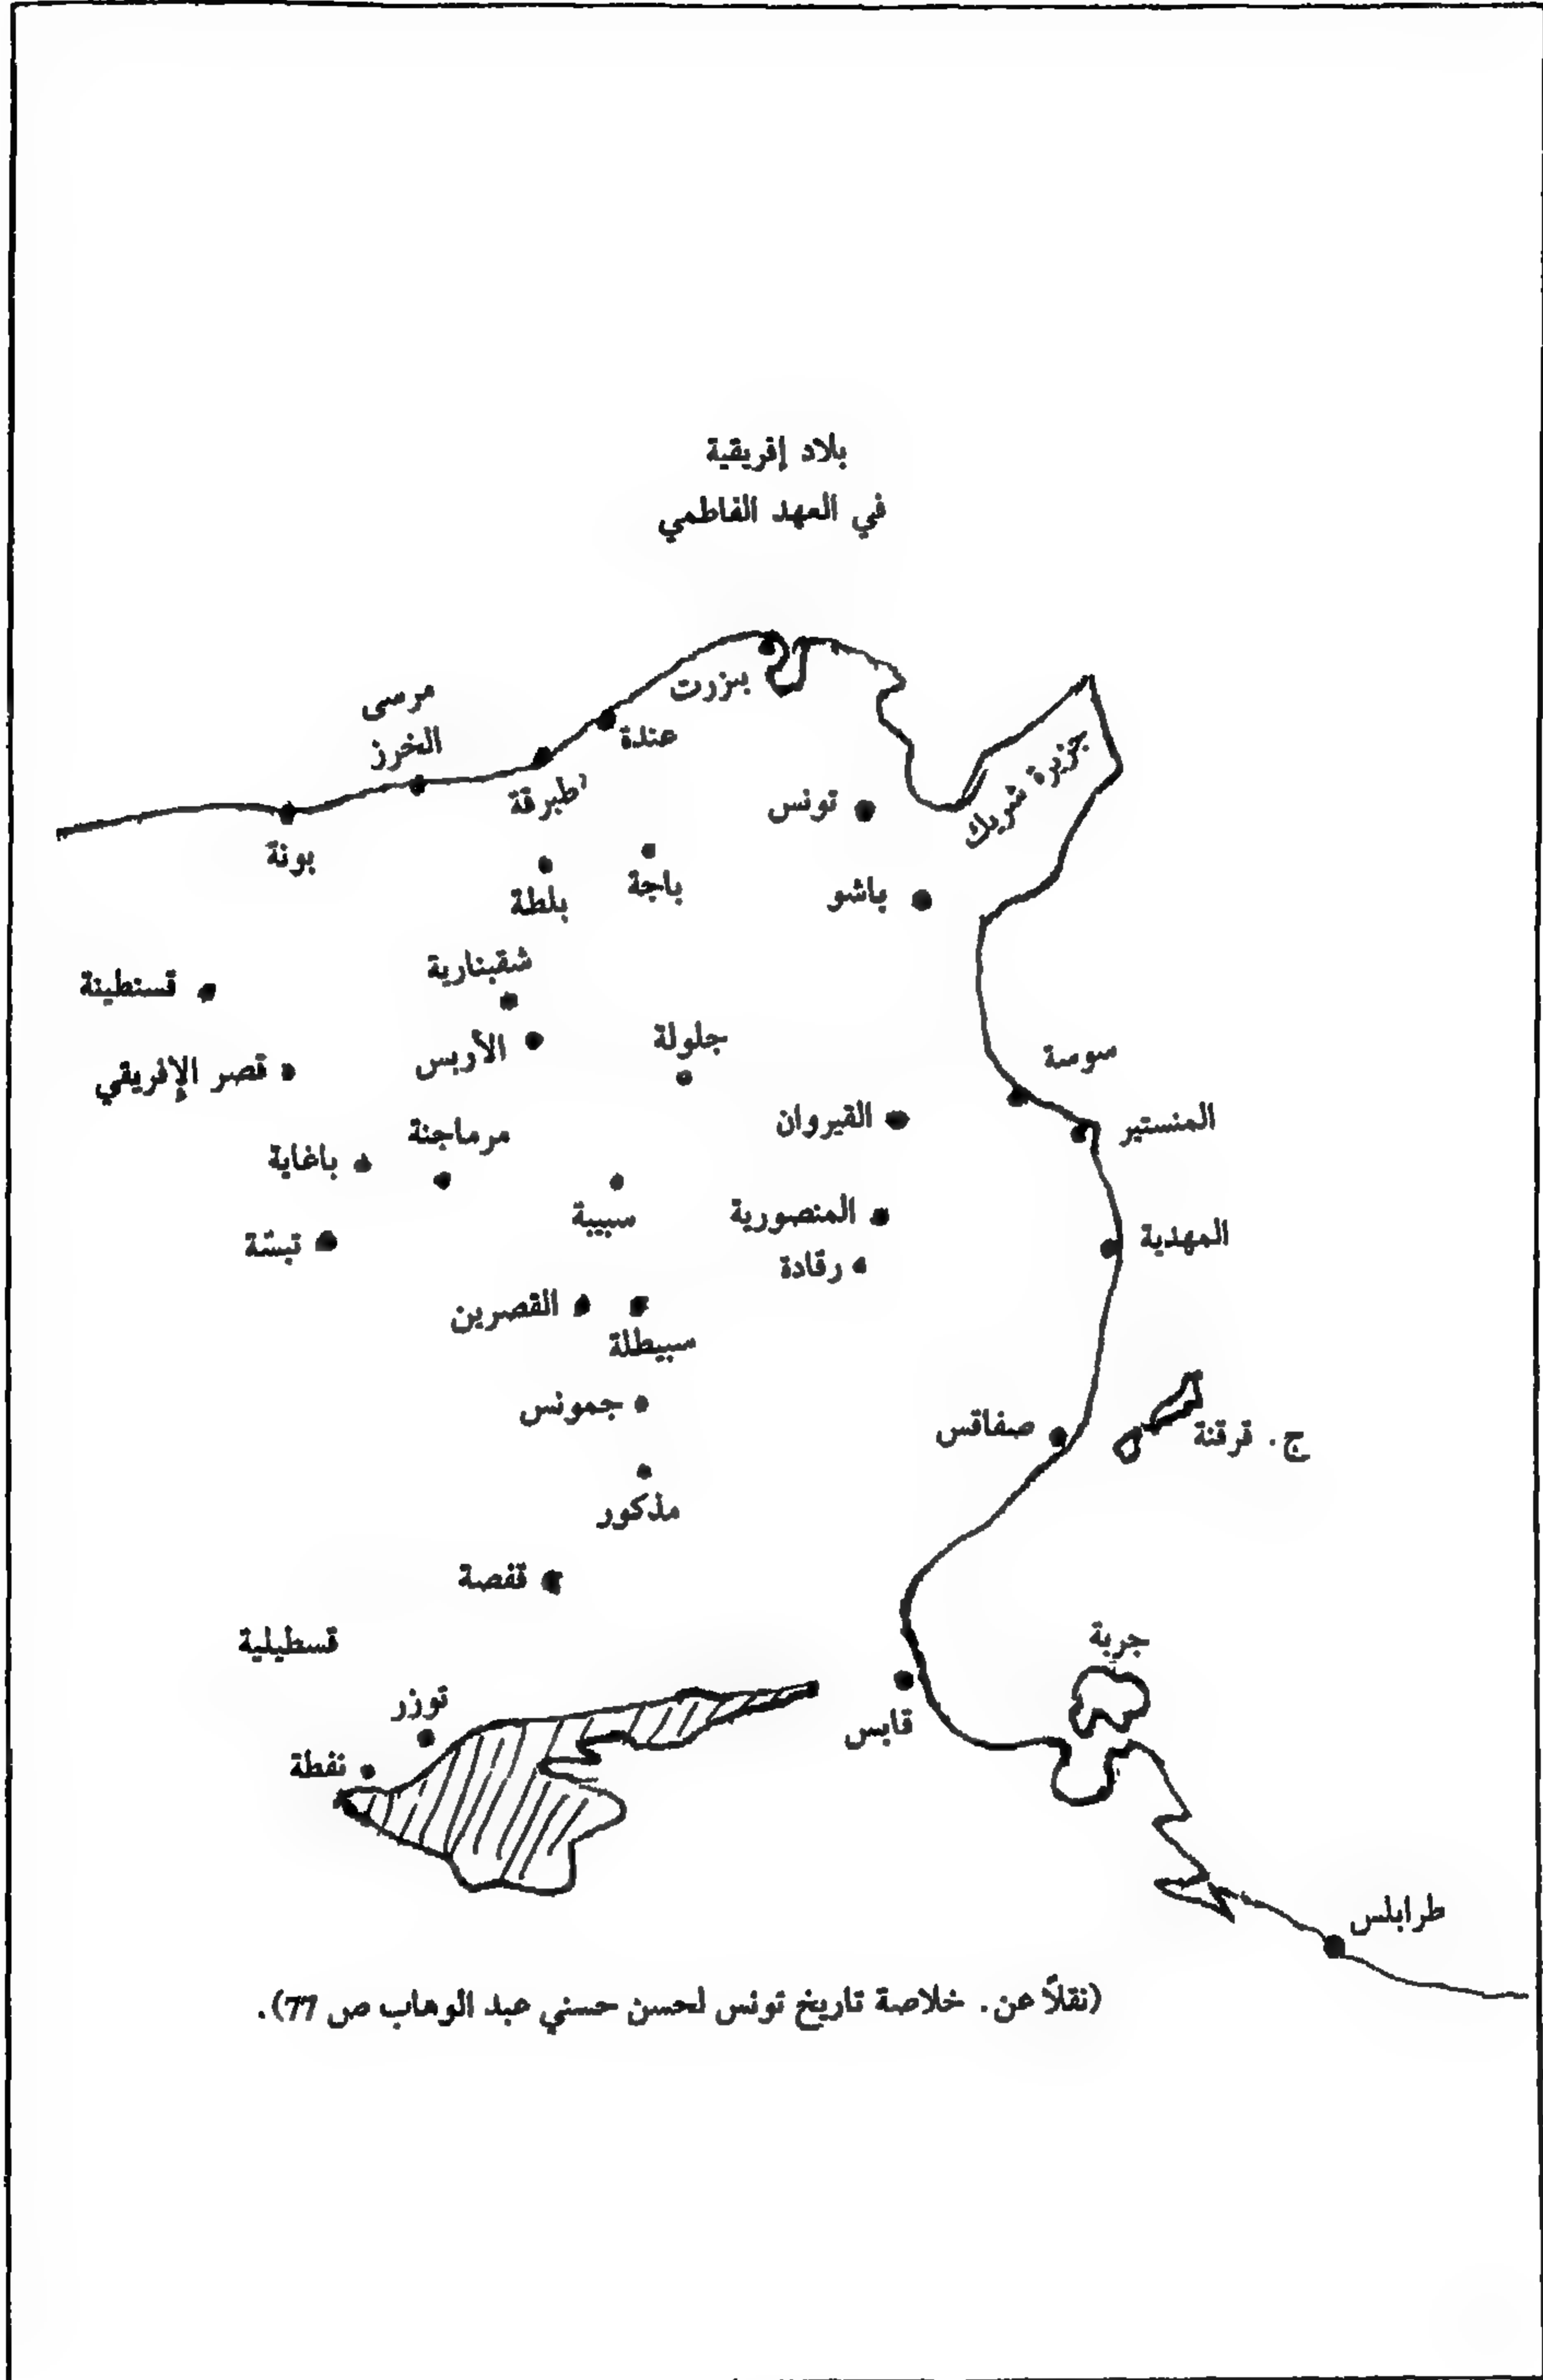 بلاد إفريقية
في العهد الفاطمي
بنزرت
مرسى
الخرز
عندة
طبرقة
جزيرة شريك
تونس
بونة
باجة
باشو
بلطة
شقبنارية
قسنطينة
جلولة
الأربس
سوسة
قصر الإفريقي
المنستير
القيروان
مرماجنة
باغاية
سبيبة
المنصورية
المهدية
تبسّة
رقادة
القصرين
سبيطلة
جمونس
صفاقس
ج. قرقنة
مذكور
قفصة
قسطيلية
جربة
توزر
قابس
نفطة
طرابلس
(نقلاً عن. خلاصة تاريخ تونس لحسن حسني عبد الوهاب ص 77).